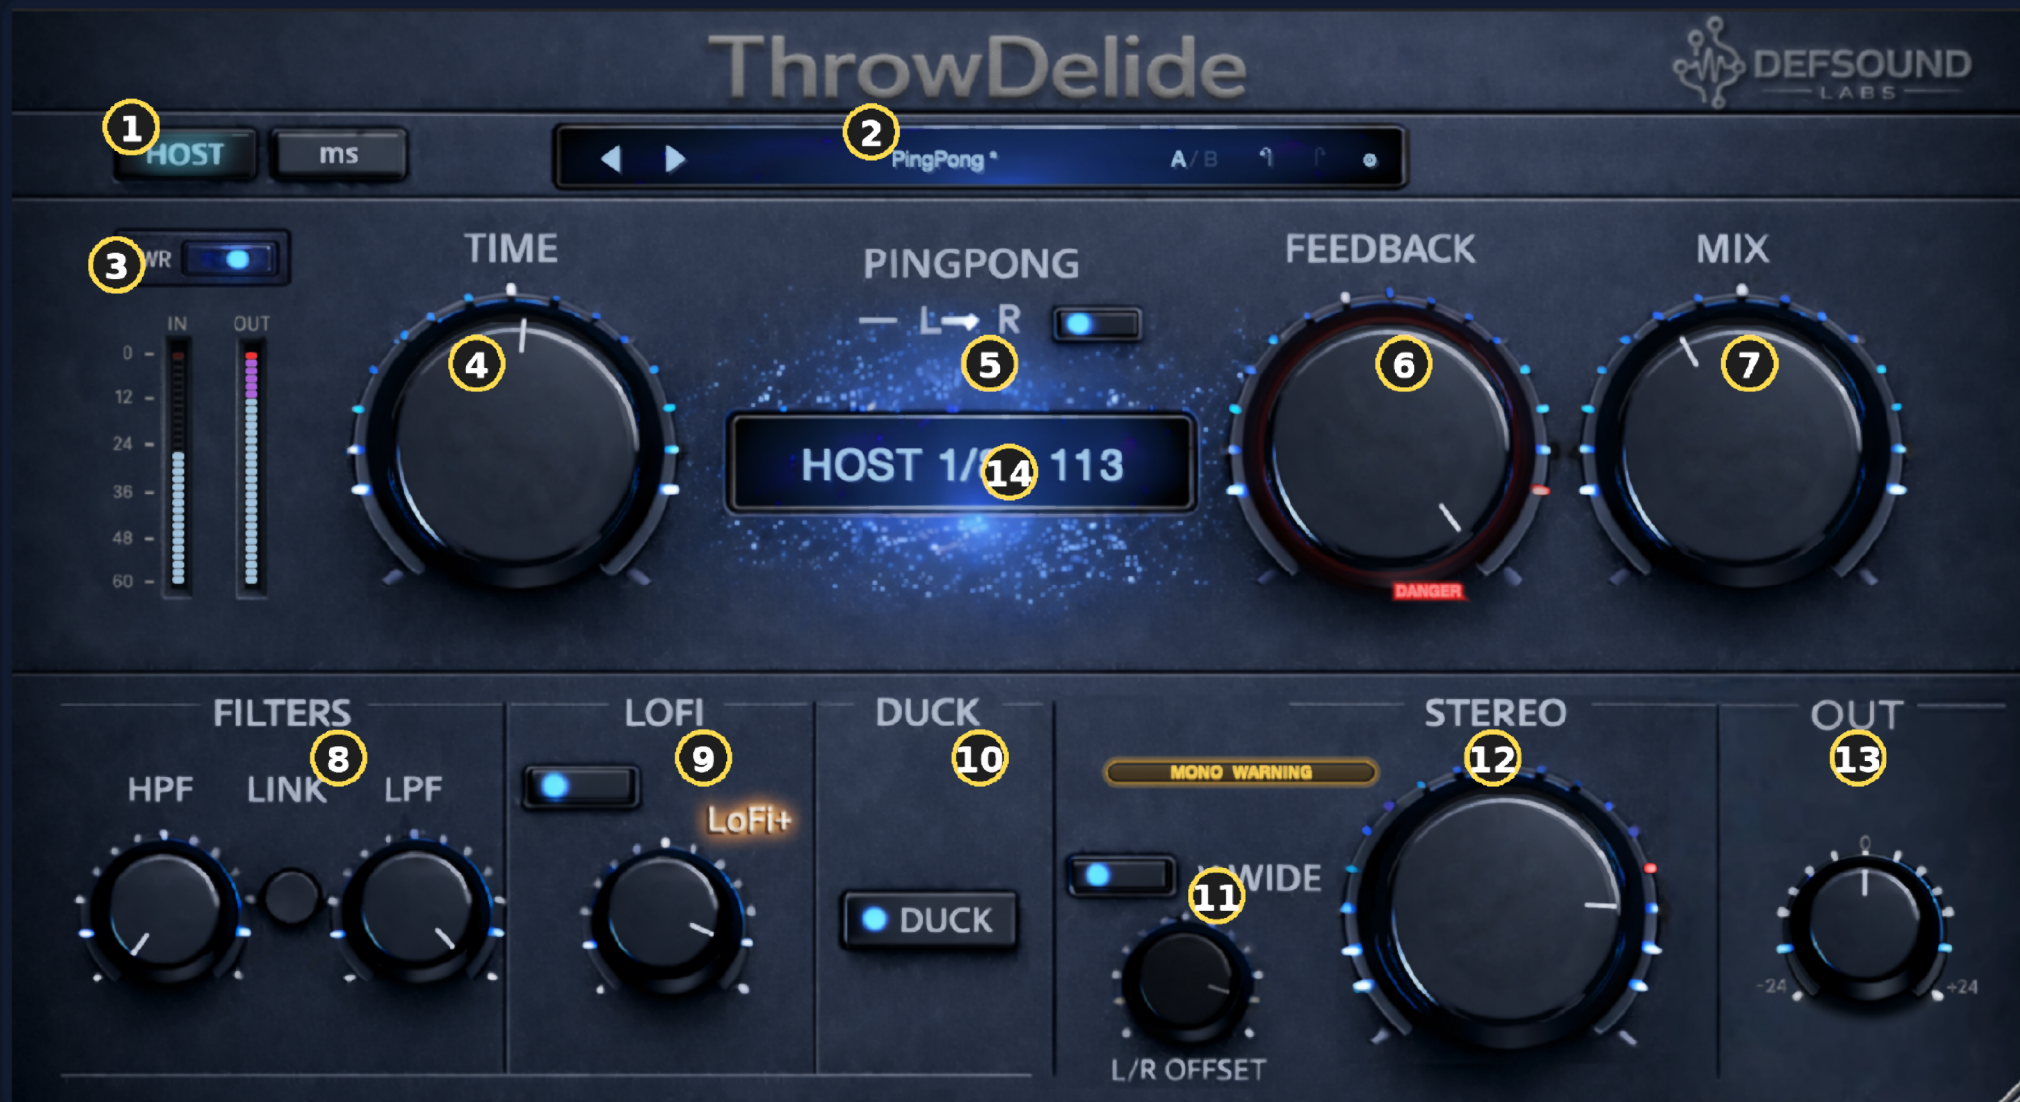 ThrowDelide
DEFSOUND
LABS
1
HOST
ms
2
PingPong *
A / B
3
WR
TIME
PINGPONG
L R
FEEDBACK
MIX
IN OUT
0
12
24
36
48
60
4
5
6
7
HOST 1/ 113
14
DANGER
FILTERS
LOFI
DUCK
STEREO
OUT
8
9
10
12
13
HPF
LINK
LPF
LoFi+
MONO WARNING
DUCK
11
WIDE
L/R OFFSET
0
-24
+24